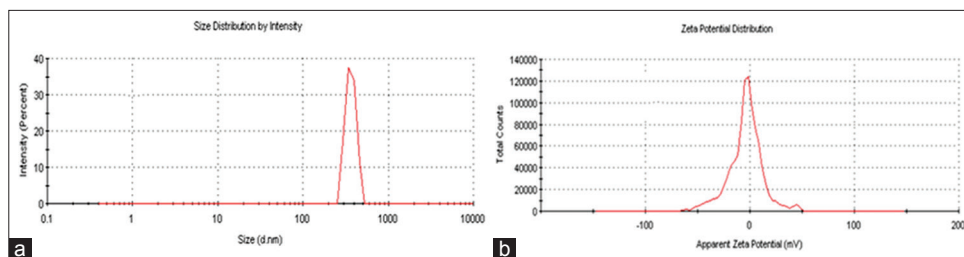 Size Distribution by Intensity
40
30
20
10
0
Intensity (Percent)
0.1 1 10 100 1000 10000
Size (d.nm)
a
Zeta Potential Distribution
140000
120000
100000
80000
60000
40000
20000
0
Total Counts
-100 0 100 200
Apparent Zeta Potential (mV)
b